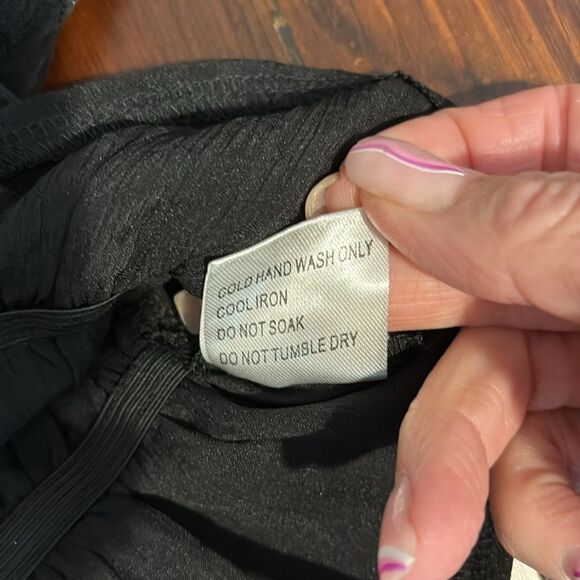 COLD HAND WASH ONLY
COOL IRON
DO NOT SOAK
DO NOT TUMBLE DRY